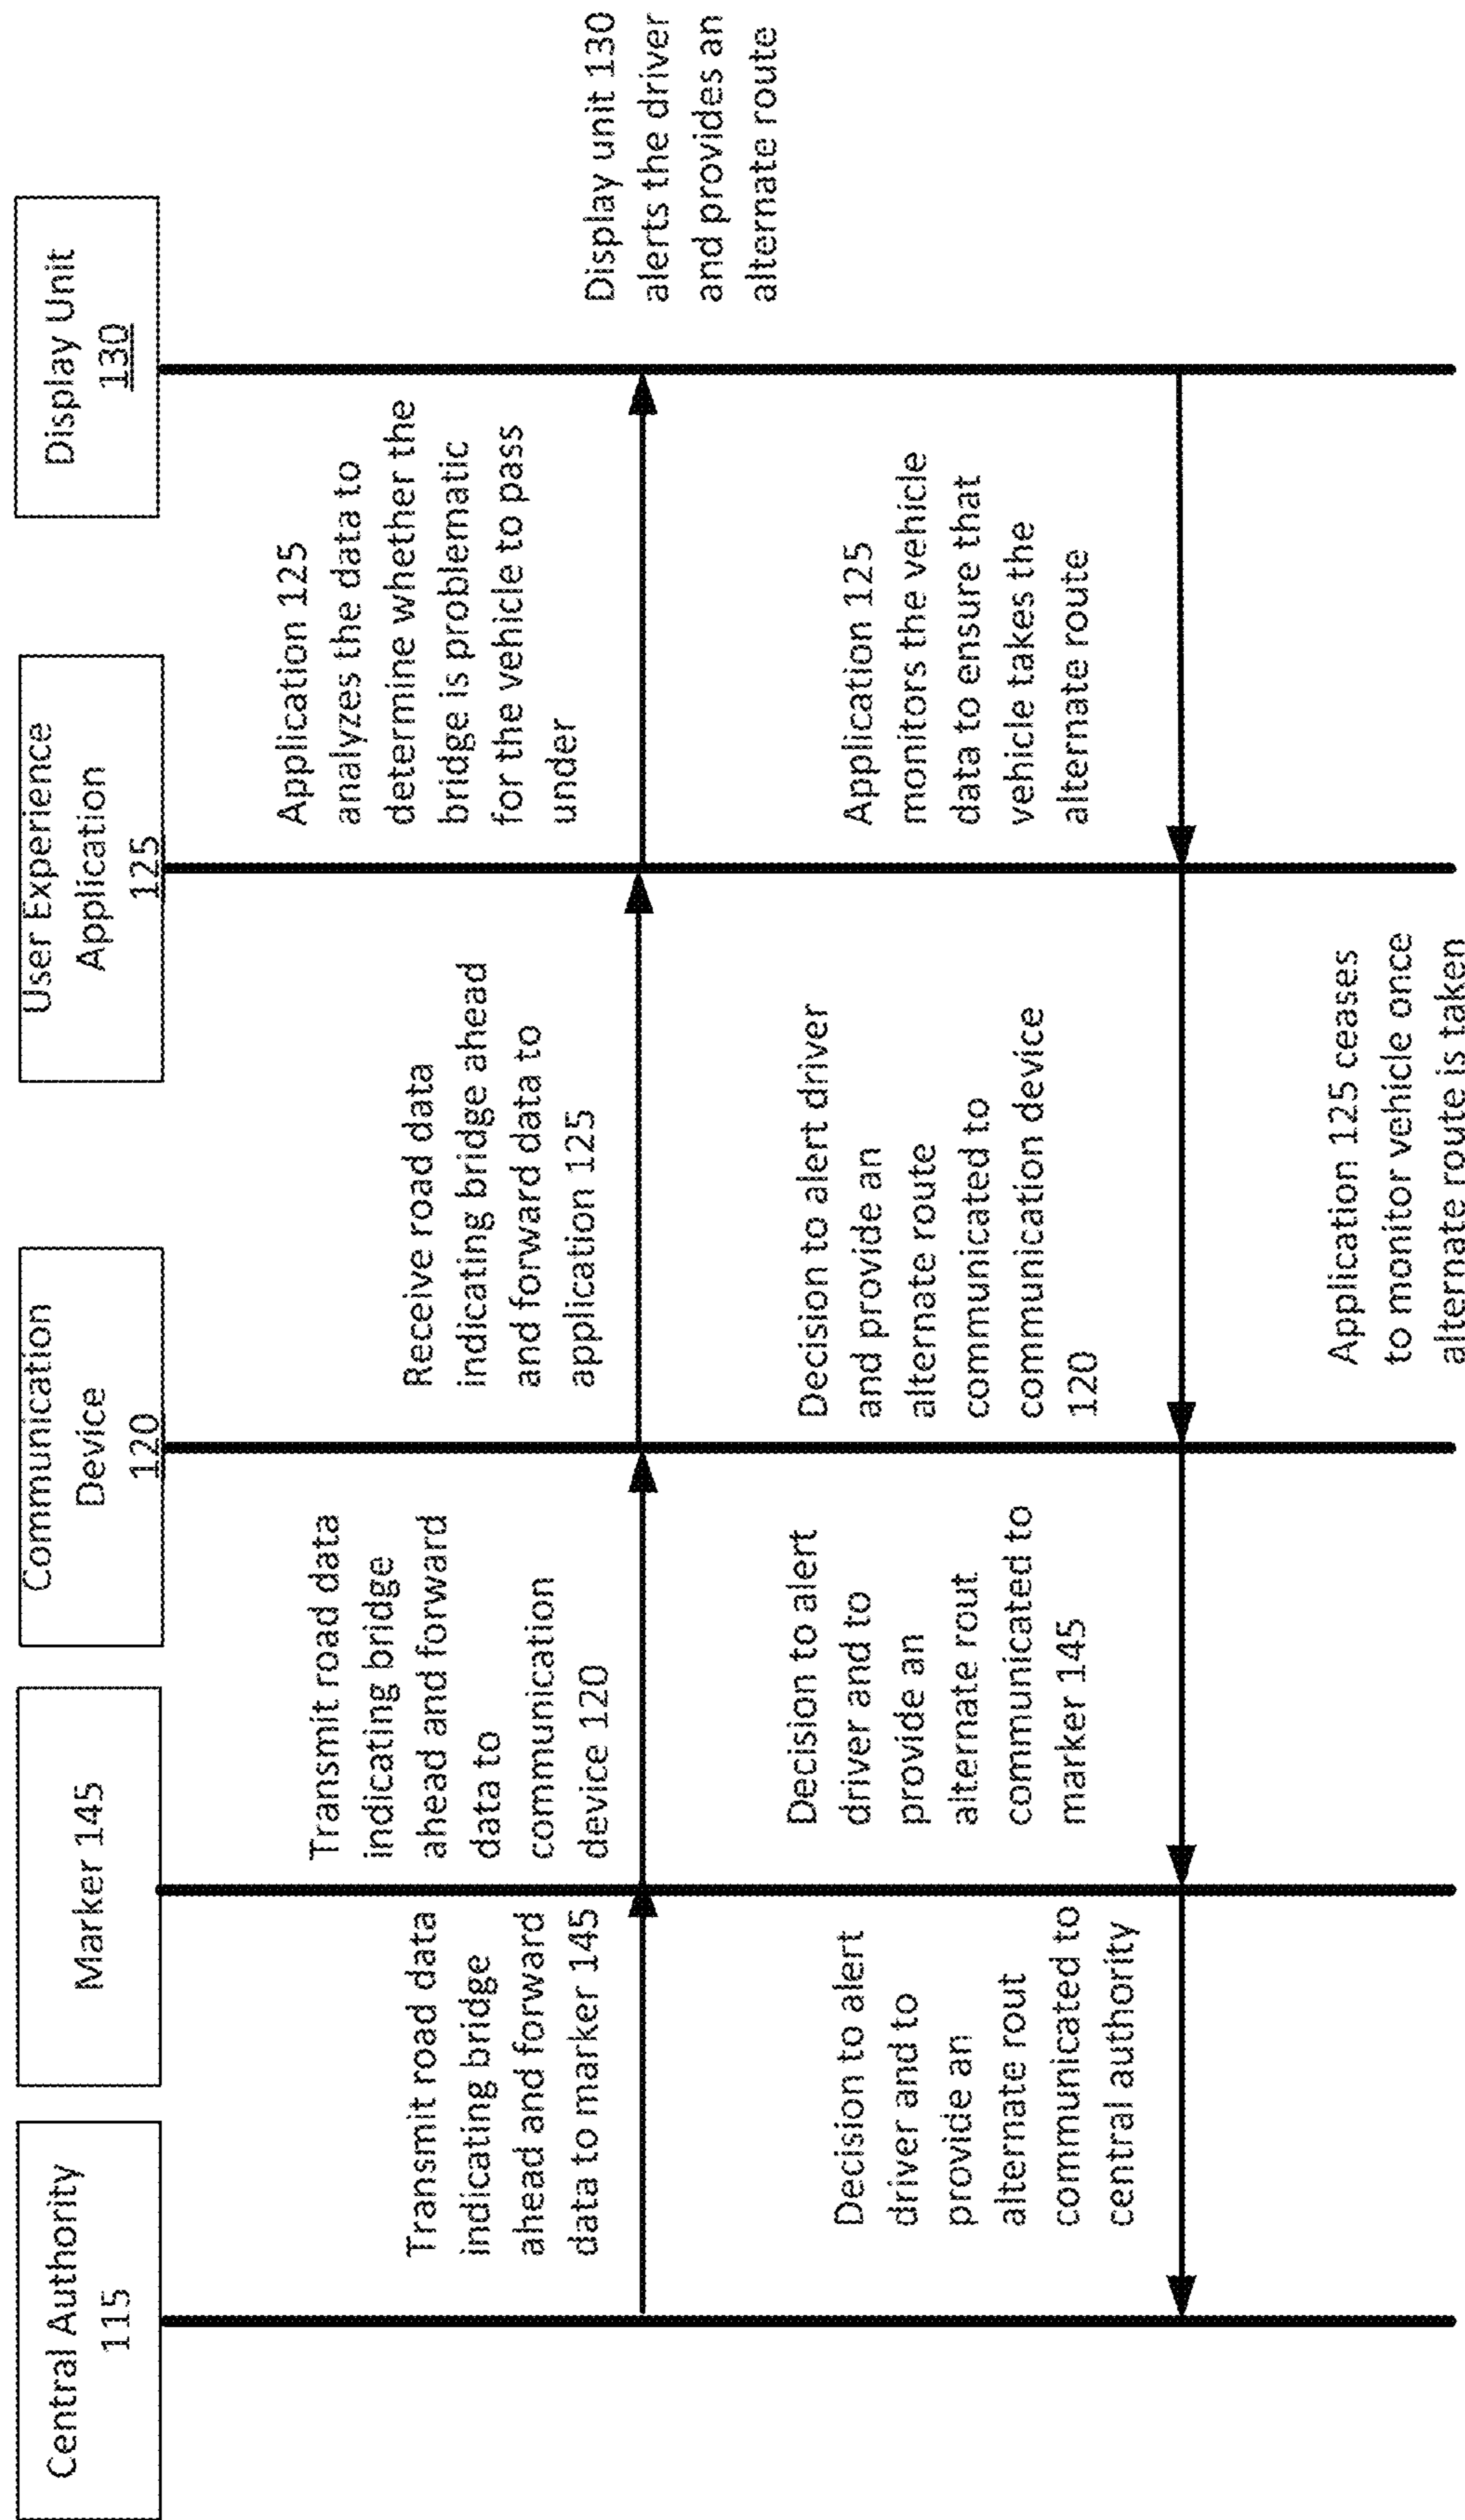 Central Authority
115
Marker 145
Communication
Device
120
User Experience
Application
125
Display Unit
130
Transmit road data
indicating bridge
ahead and forward
data to marker 145
Transmit road data
indicating bridge
ahead and forward
data to
communication
device 120
Receive road data
indicating bridge ahead
and forward data to
application 125
Application 125
analyzes the data to
determine whether the
bridge is problematic
for the vehicle to pass
under
Display unit 130
alerts the driver
and provides an
alternate route
Decision to alert
driver and to
provide an
alternate rout
communicated to
central authority
Decision to alert
driver and to
provide an
alternate rout
communicated to
marker 145
Decision to alert driver
and provide an
alternate route
communicated to
communication device
120
Application 125
monitors the vehicle
data to ensure that
vehicle takes the
alternate route
Application 125 ceases
to monitor vehicle once
alternate route is taken